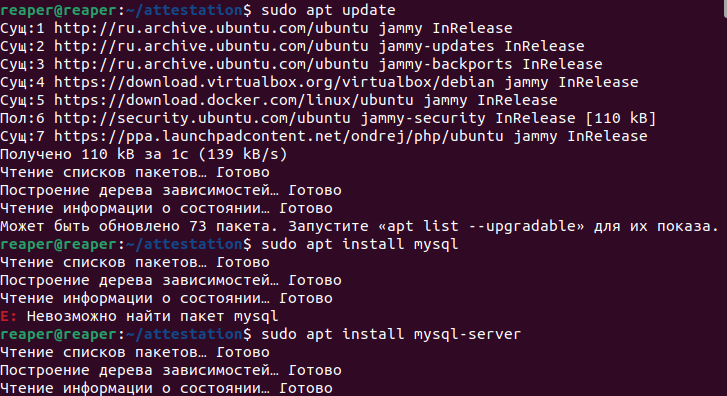 reaper@reaper:~/attestation$ sudo apt update
Сущ:1 http://ru.archive.ubuntu.com/ubuntu jammy InRelease
Сущ:2 http://ru.archive.ubuntu.com/ubuntu jammy-updates InRelease
Сущ:3 http://ru.archive.ubuntu.com/ubuntu jammy-backports InRelease
Сущ:4 https://download.virtualbox.org/virtualbox/debian jammy InRelease
Сущ:5 https://download.docker.com/linux/ubuntu jammy InRelease
Пол:6 http://security.ubuntu.com/ubuntu jammy-security InRelease [110 kB]
Сущ:7 https://ppa.launchpadcontent.net/ondrej/php/ubuntu jammy InRelease
Получено 110 kB за 1с (139 kB/s)
Чтение списков пакетов… Готово
Построение дерева зависимостей… Готово
Чтение информации о состоянии… Готово
Может быть обновлено 73 пакета. Запустите «apt list --upgradable» для их показа.
reaper@reaper:~/attestation$ sudo apt install mysql
Чтение списков пакетов… Готово
Построение дерева зависимостей… Готово
Чтение информации о состоянии… Готово
E: Невозможно найти пакет mysql
reaper@reaper:~/attestation$ sudo apt install mysql-server
Чтение списков пакетов… Готово
Построение дерева зависимостей… Готово
Чтение информации о состоянии… Готово